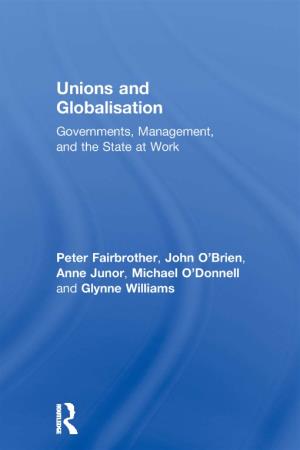 Unions and
Globalisation
Governments, Management,
and the State at Work
Peter Fairbrother, John O'Brien,
Anne Junor, Michael O'Donnell
and Glynne Williams
ROUTLEDGE